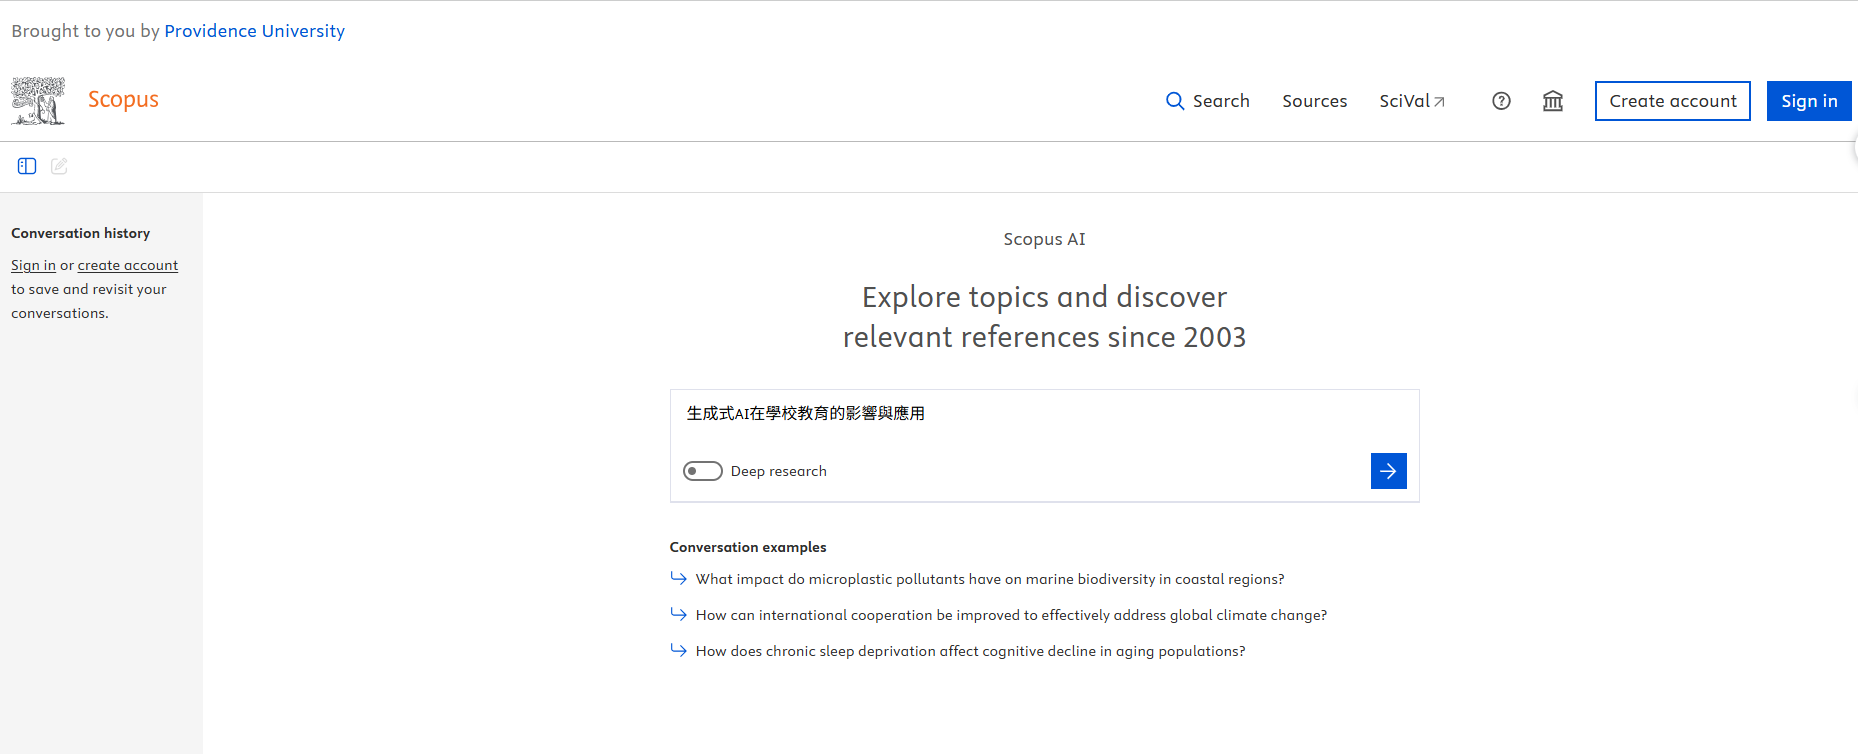 Brought to you by Providence University
Scopus
Search
Sources
SciVal
Create account
Sign in
Conversation history
Sign in or create account
to save and revisit your
conversations.
Scopus AI
Explore topics and discover
relevant references since 2003
生成式AI在學校教育的影響與應用
Deep research
Conversation examples
What impact do microplastic pollutants have on marine biodiversity in coastal regions?
How can international cooperation be improved to effectively address global climate change?
How does chronic sleep deprivation affect cognitive decline in aging populations?